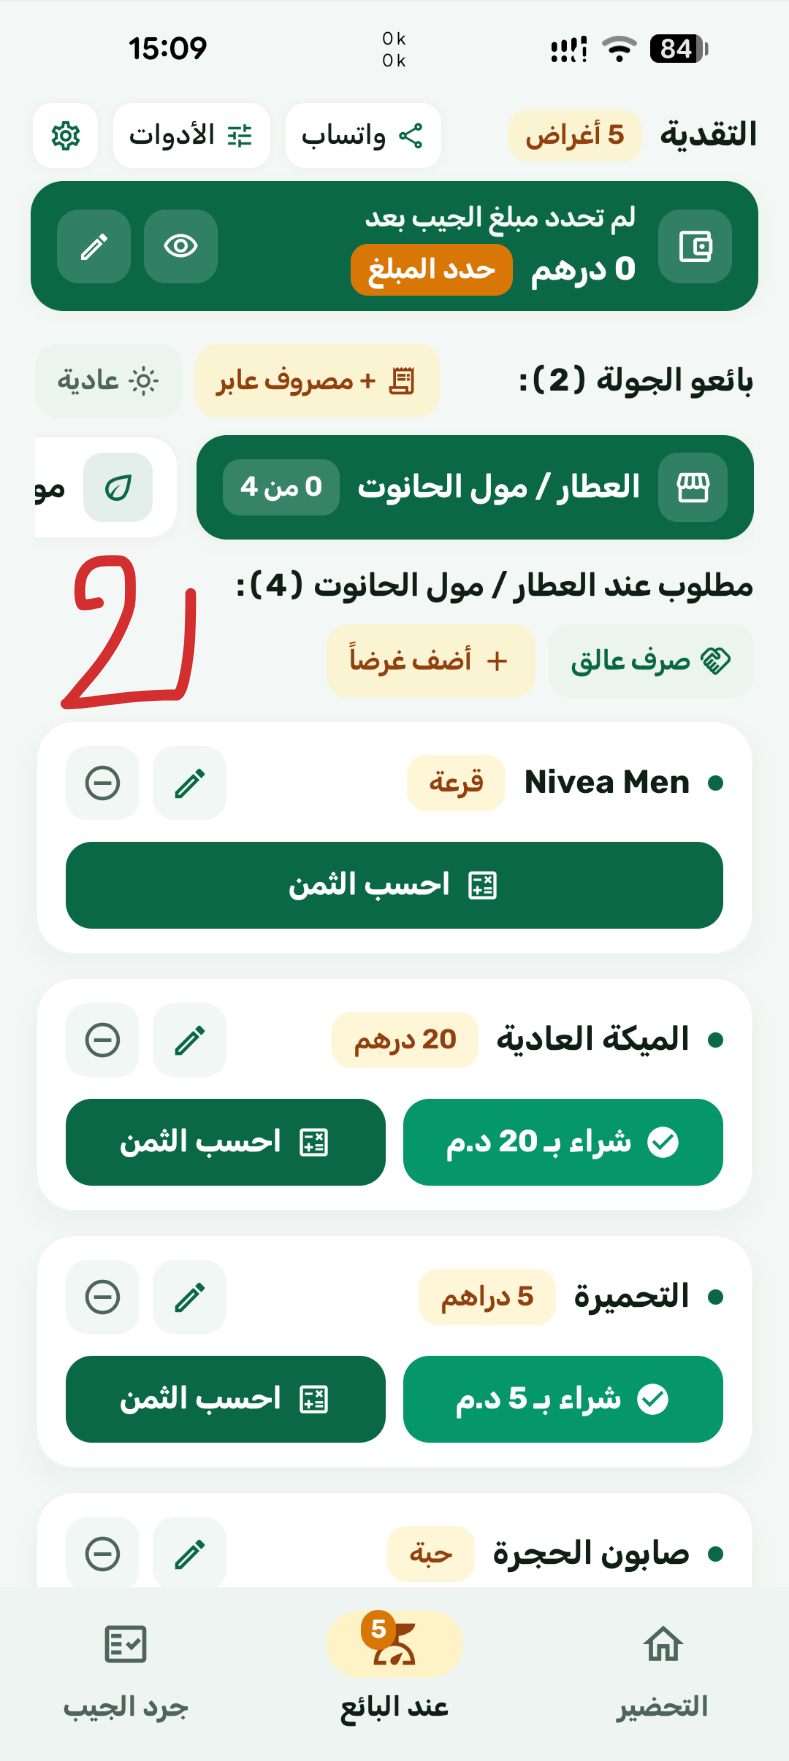 15:09
0 k
0 k
84
التقدية
5 أغراض
واتساب
الأدوات
لم تحدد مبلغ الجيب بعد
0 درهم
حدد المبلغ
بائعو الجولة (2):
+ مصروف عابر
عادية
العطار / مول الحانوت
0 من 4
مو
مطلوب عند العطار / مول الحانوت (4):
2
صرف عالق
+ أضف غرضاً
Nivea Men
قرعة
احسب الثمن
الميكة العادية
20 درهم
شراء بـ 20 د.م
احسب الثمن
التحميرة
5 دراهم
شراء بـ 5 د.م
احسب الثمن
صابون الحجرة
حبة
5
التحضير
عند البائع
جرد الجيب